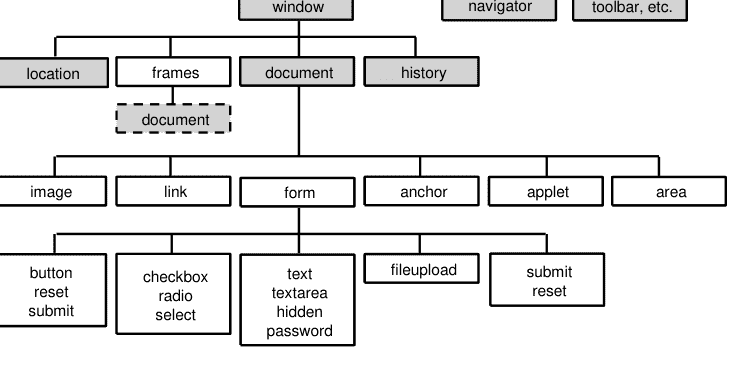 window
navigator
toolbar, etc.
location
frames
document
history
document
image
link
form
anchor
applet
area
button
reset
submit
checkbox
radio
select
text
textarea
hidden
password
fileupload
submit
reset